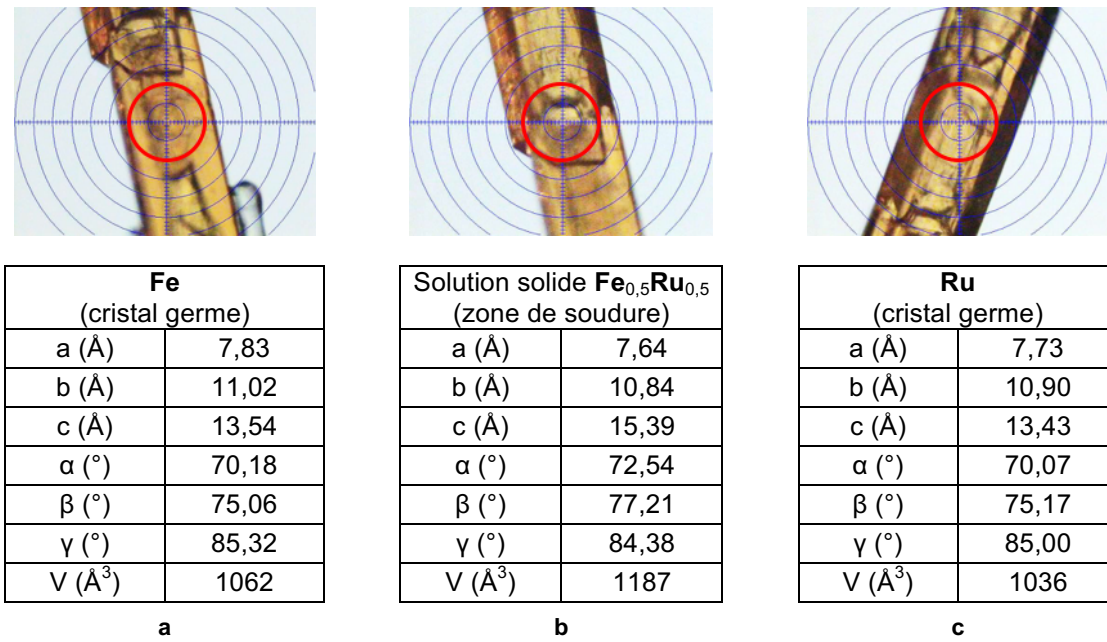 Fe
(cristal germe)
a (Å) 7,83
b (Å) 11,02
c (Å) 13,54
α (°) 70,18
β (°) 75,06
γ (°) 85,32
V (Å³) 1062
a
Solution solide Fe₀,₅Ru₀,₅
(zone de soudure)
a (Å) 7,64
b (Å) 10,84
c (Å) 15,39
α (°) 72,54
β (°) 77,21
γ (°) 84,38
V (Å³) 1187
b
Ru
(cristal germe)
a (Å) 7,73
b (Å) 10,90
c (Å) 13,43
α (°) 70,07
β (°) 75,17
γ (°) 85,00
V (Å³) 1036
c